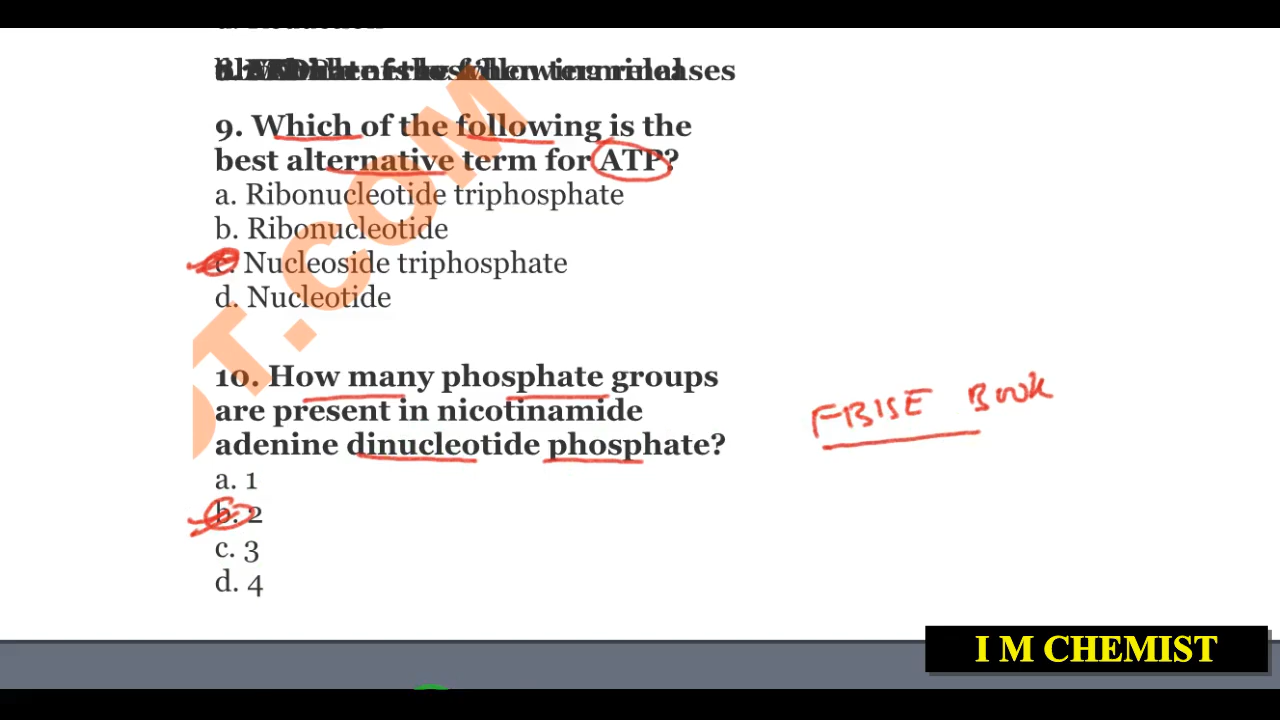 9. Which of the following is the
best alternative term for ATP?
a. Ribonucleotide triphosphate
b. Ribonucleotide
c. Nucleoside triphosphate
d. Nucleotide
10. How many phosphate groups
are present in nicotinamide
adenine dinucleotide phosphate?
FBISE Book
a. 1
b. 2
c. 3
d. 4
I M CHEMIST